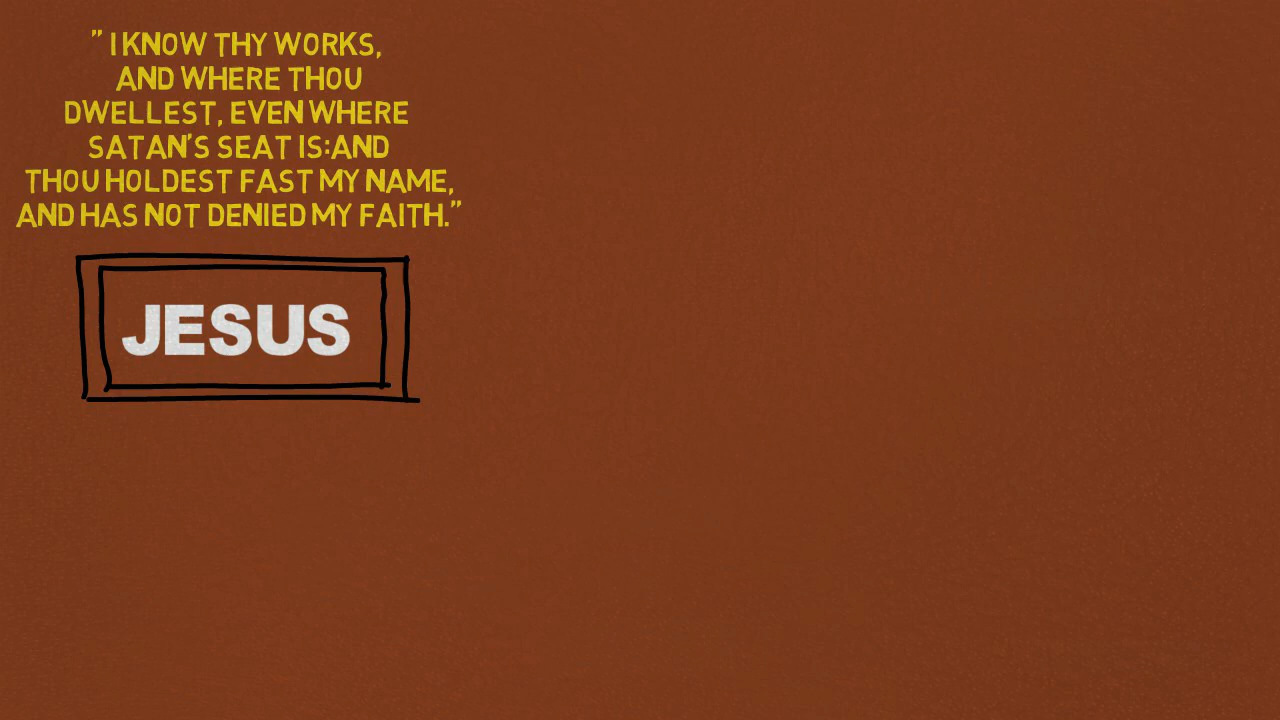 " I KNOW THY WORKS,
AND WHERE THOU
DWELLEST, EVEN WHERE
SATAN'S SEAT IS:AND
THOU HOLDEST FAST MY NAME,
AND HAS NOT DENIED MY FAITH."
JESUS